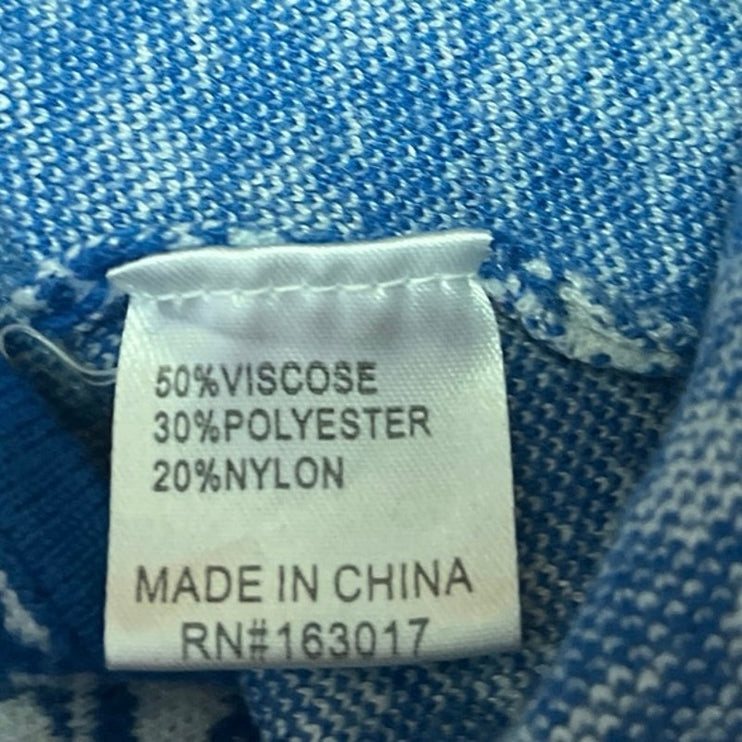 50%VISCOSE
30%POLYESTER
20%NYLON
MADE IN CHINA
RN#163017